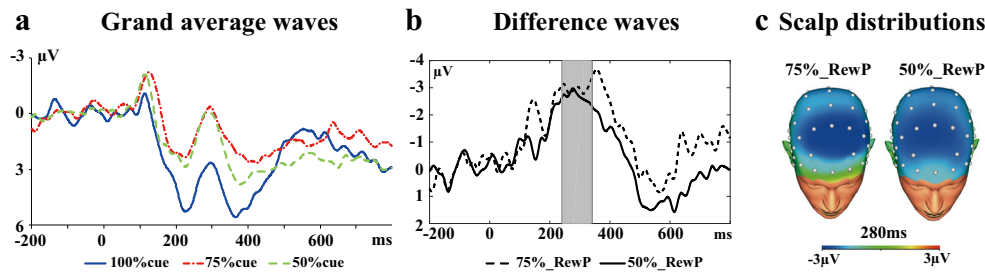 a Grand average waves
-3
μV
0
3
6
-200 0 200 400 600 ms
100%cue 75%cue 50%cue
b Difference waves
-4
μV
-3
-2
-1
0
1
2
-200 0 200 400 600 ms
75%_RewP 50%_RewP
c Scalp distributions
75%_RewP 50%_RewP
280ms
-3μV 3μV